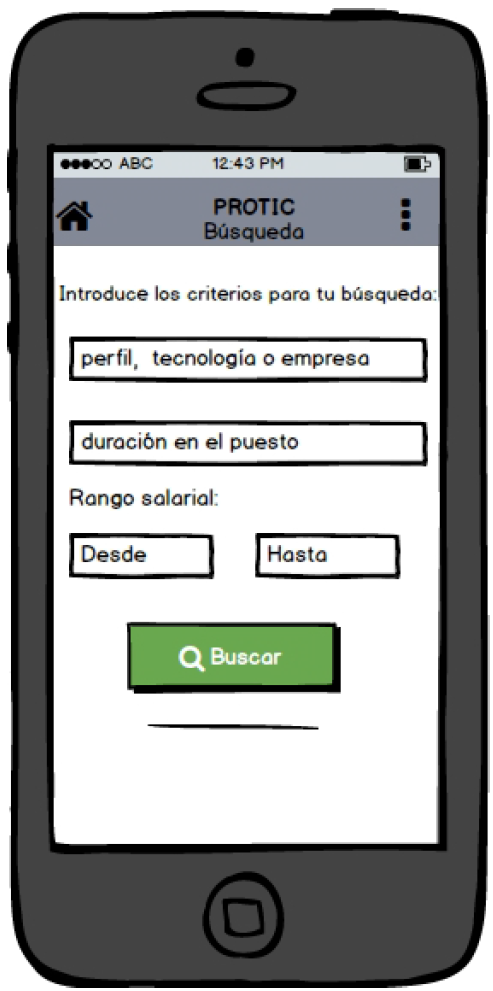 ABC 12:43 PM
PROTIC
Búsqueda
Introduce los criterios para tu búsqueda:
perfil, tecnología o empresa
duración en el puesto
Rango salarial:
Desde Hasta
Buscar